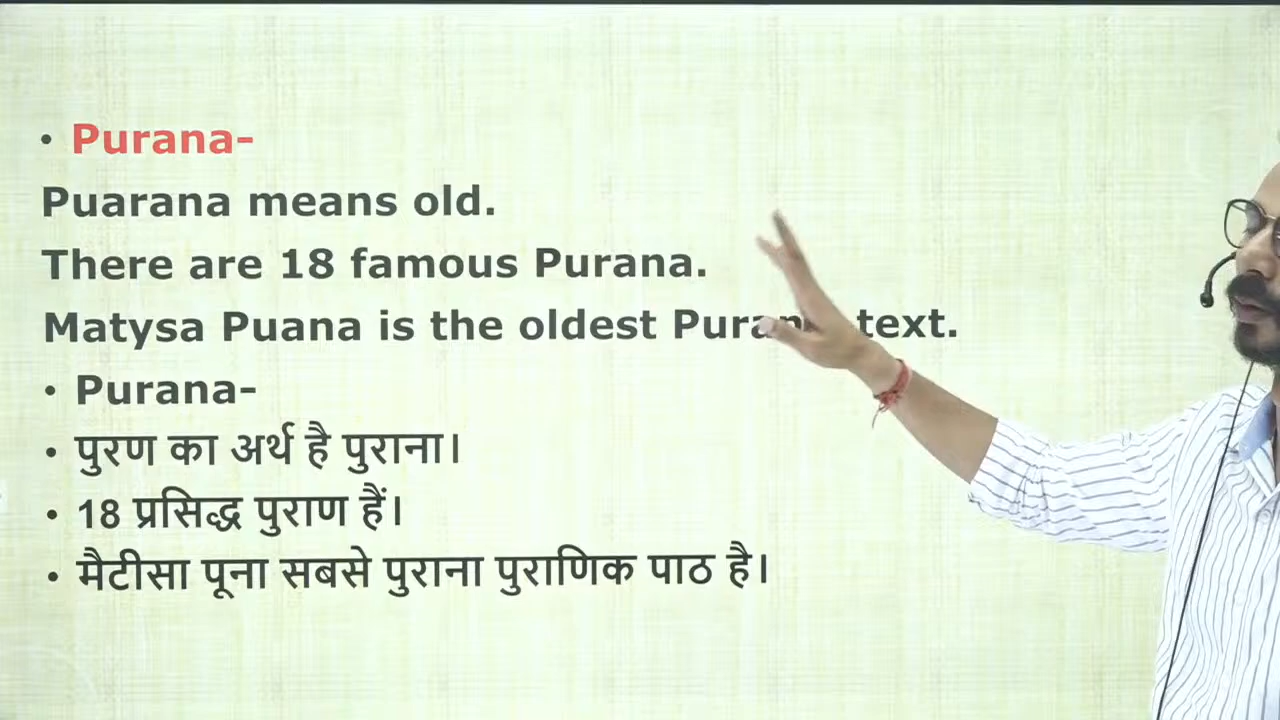 • Purana-
Puarana means old.
There are 18 famous Purana.
Matysa Puana is the oldest text.
• Purana-
• पुरण का अर्थ है पुराना।
• 18 प्रसिद्ध पुराण हैं।
• मैटीसा पूना सबसे पुराना पुराणिक पाठ है।